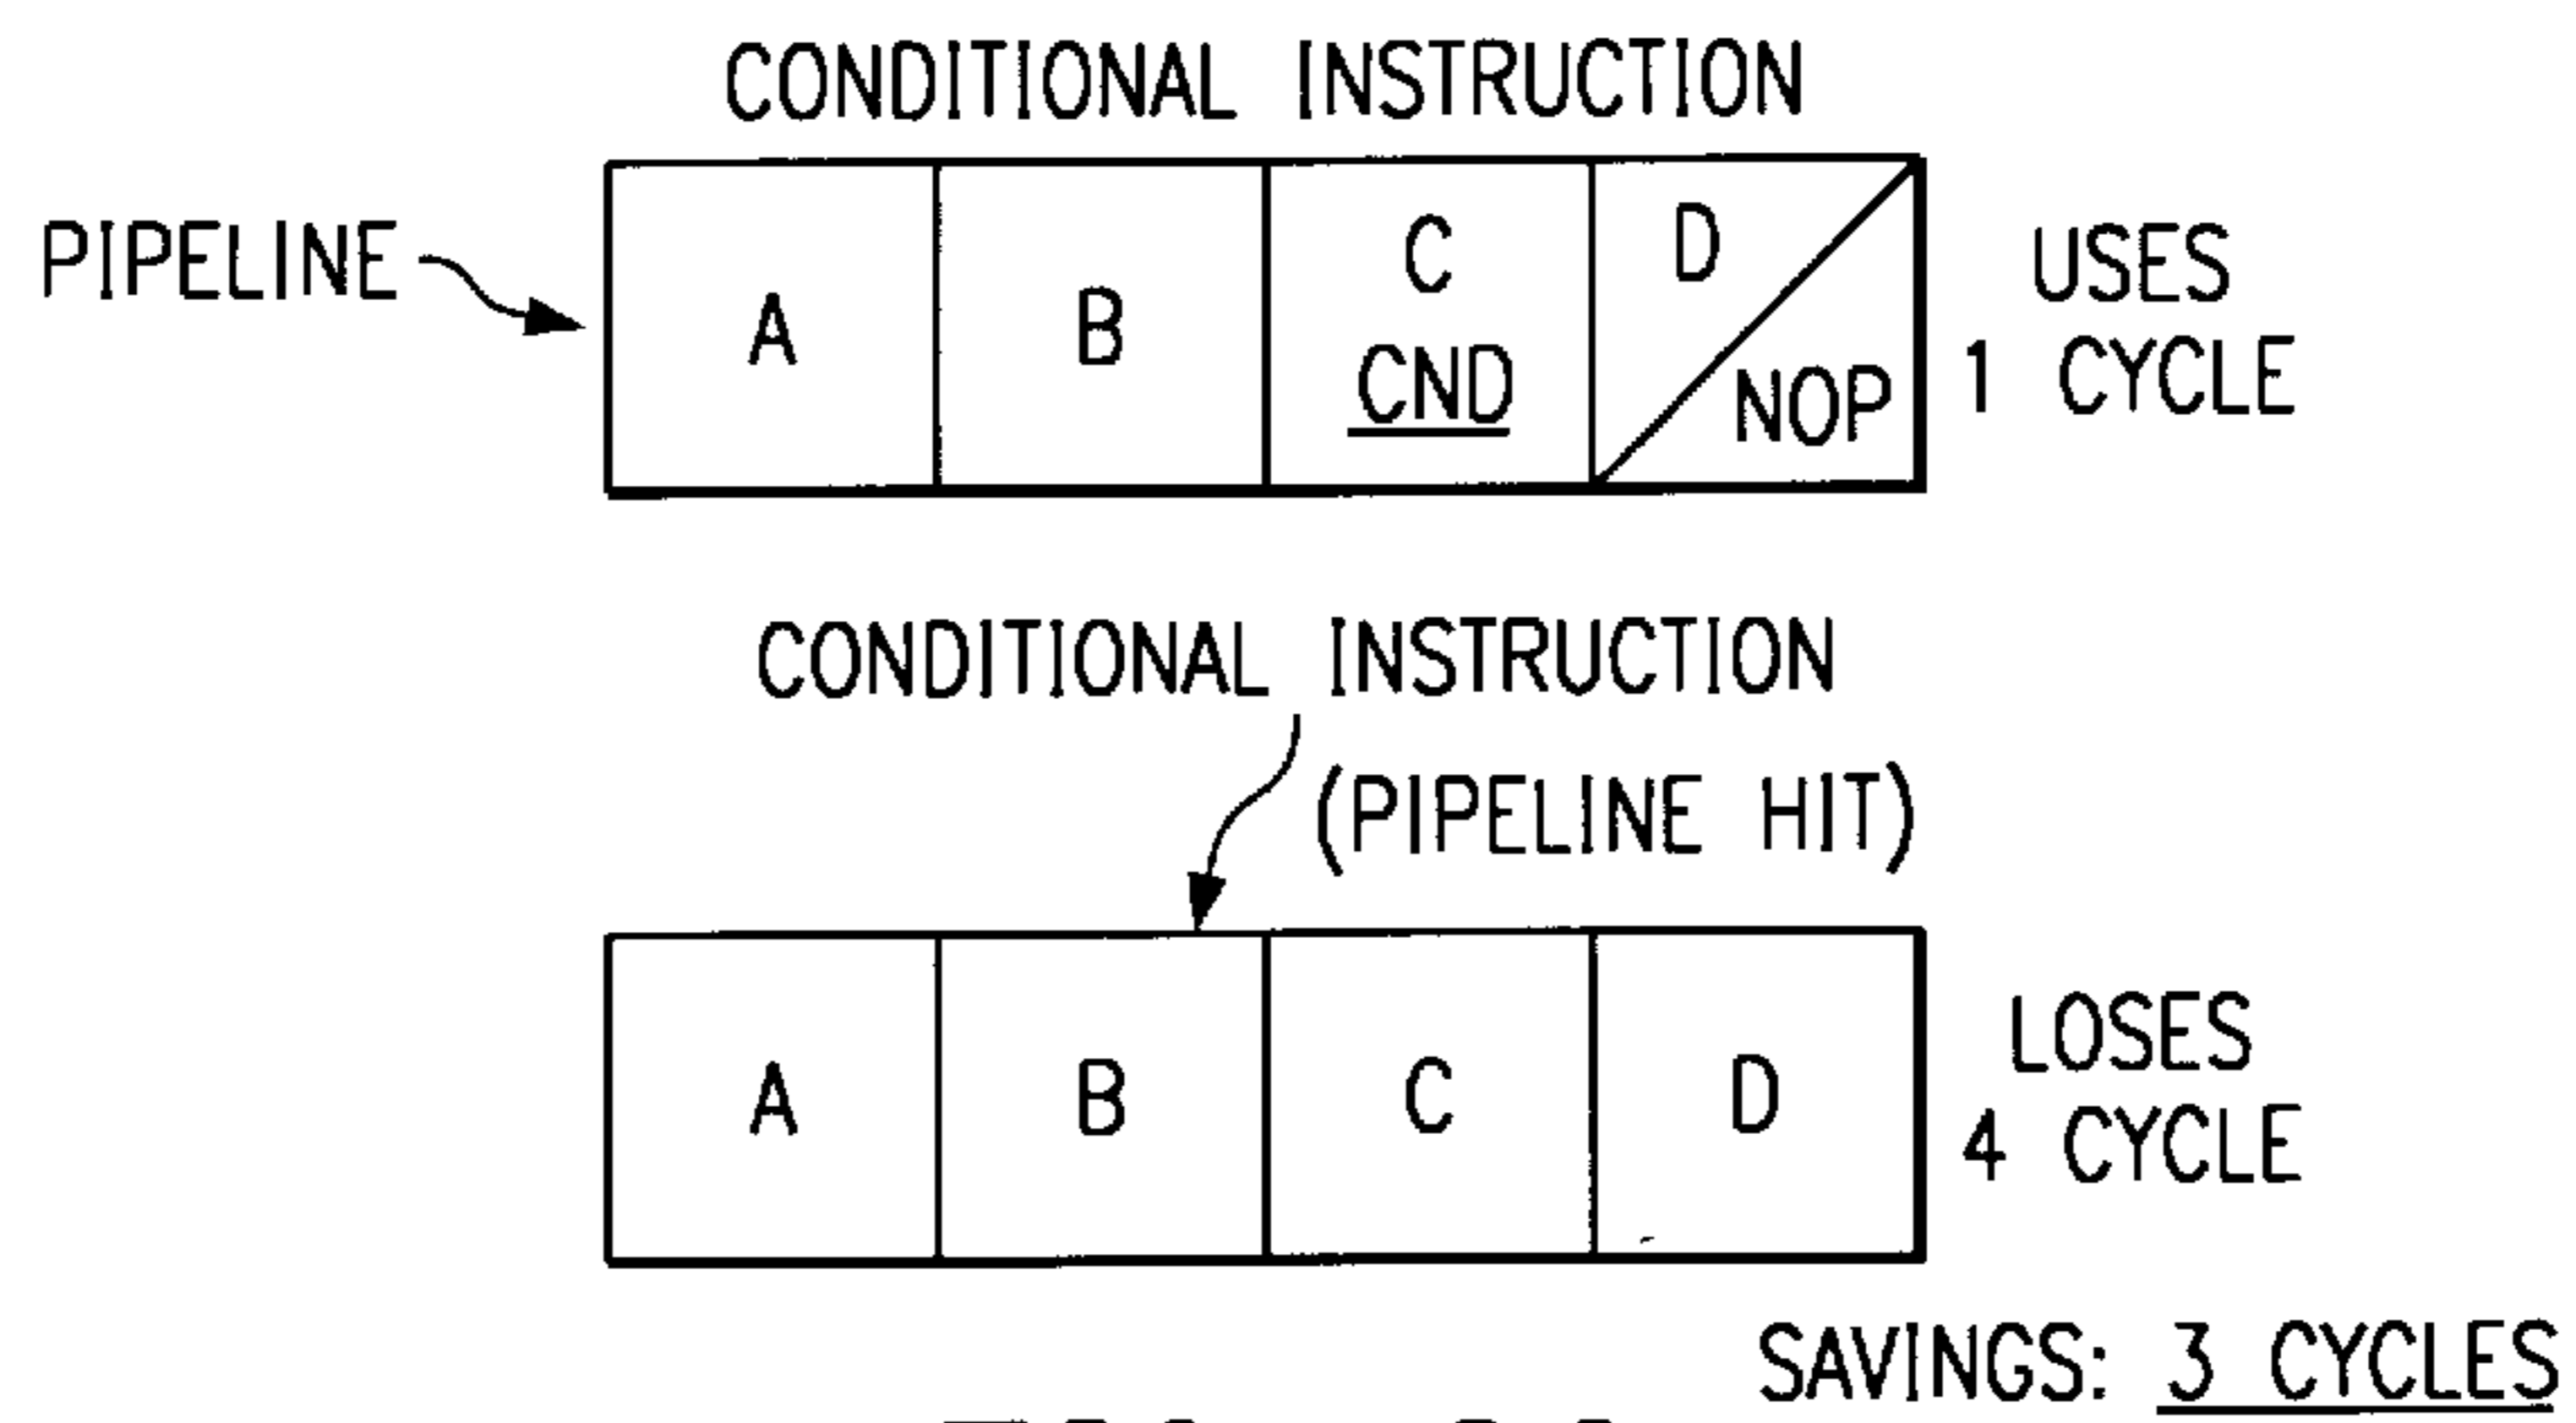 CONDITIONAL INSTRUCTION
PIPELINE
A
B
C
CND
D
NOP
USES
1 CYCLE
CONDITIONAL INSTRUCTION
(PIPELINE HIT)
A
B
C
D
LOSES
4 CYCLE
SAVINGS: 3 CYCLES